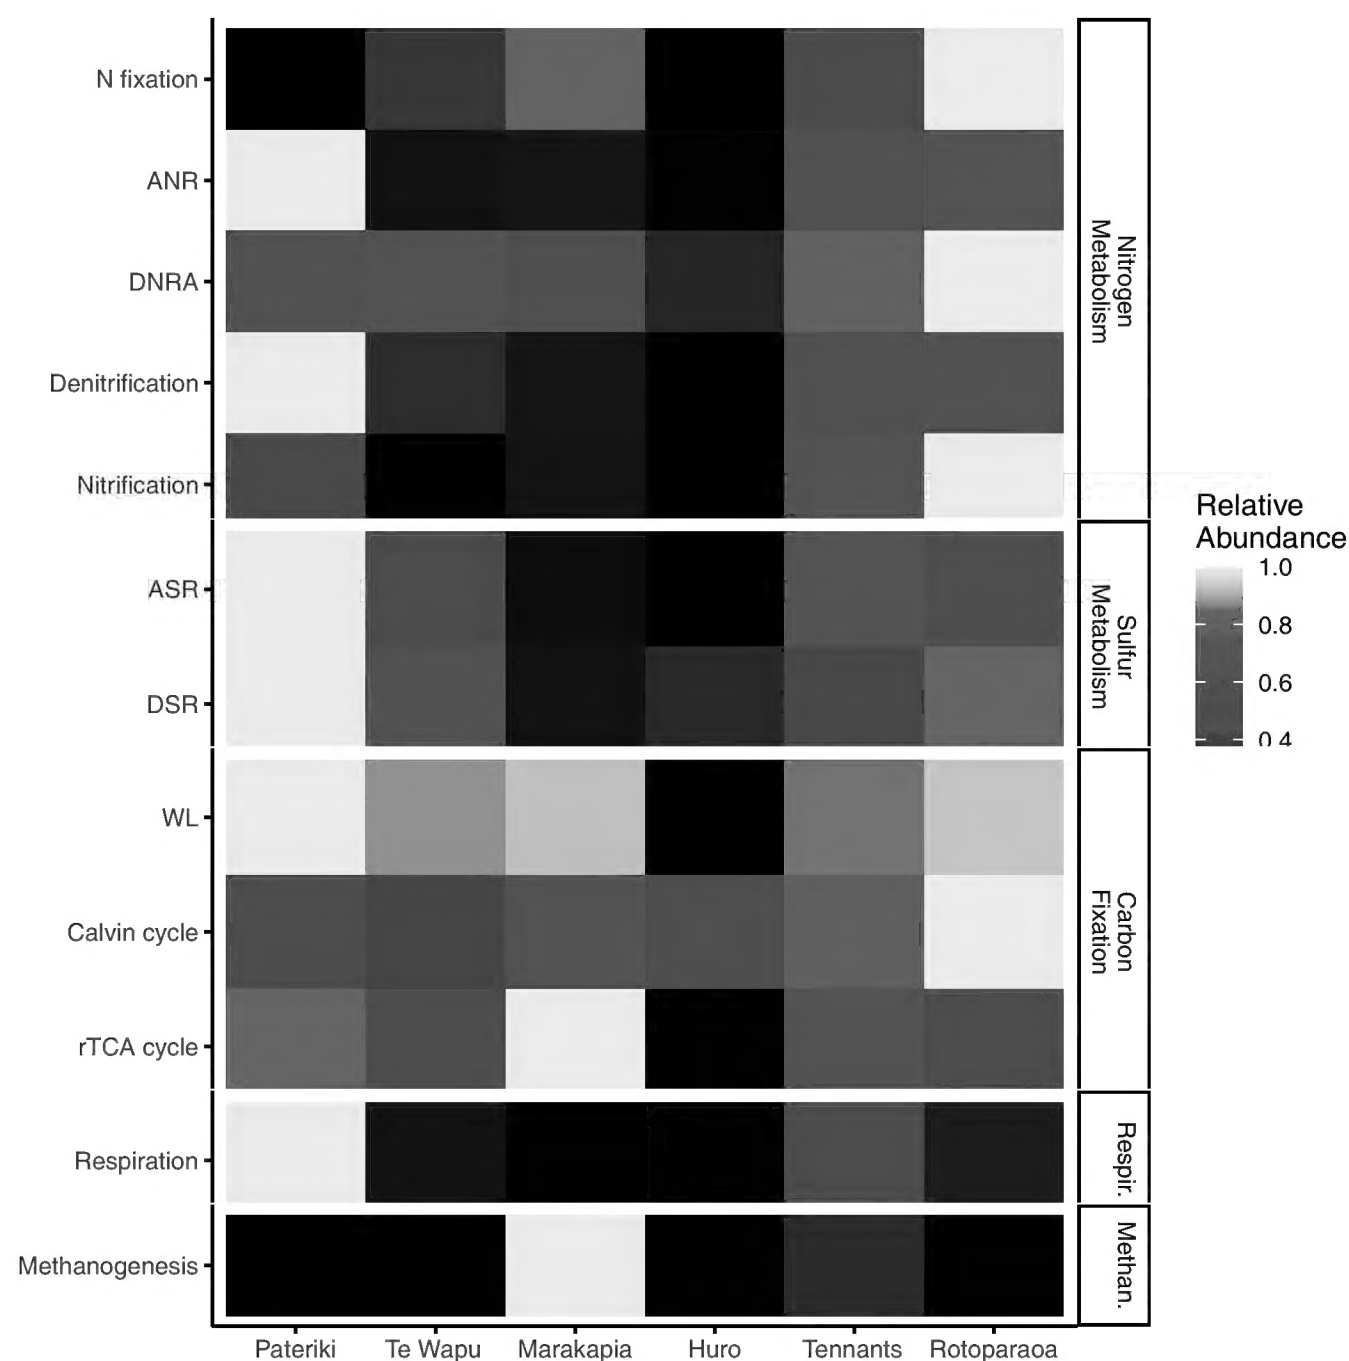 N fixation
ANR
DNRA
Denitrification
Nitrification
ASR
DSR
WL
Calvin cycle
rTCA cycle
Respiration
Methanogenesis
Nitrogen
Metabolism
Sulfur
Metabolism
Carbon
Fixation
Respir.
Methan.
Relative
Abundance
1.0
0.8
0.6
0.4
Pateriki Te Wapu Marakapia Huro Tennants Rotoparaoa